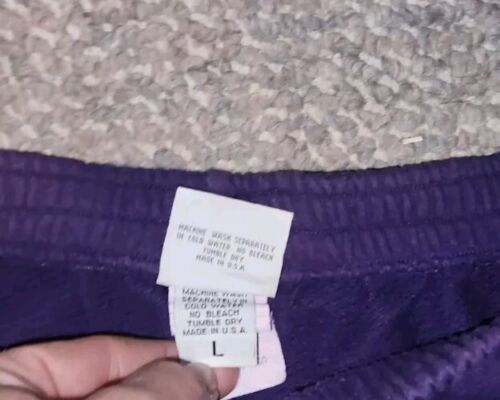 MACHINE WASH SEPARATELY
IN COLD WATER NO BLEACH
TUMBLE DRY
MADE IN U.S.A.
MACHINE WASH
SEPARATELY IN
COLD WATER
NO BLEACH
TUMBLE DRY
MADE IN U.S.A.
L